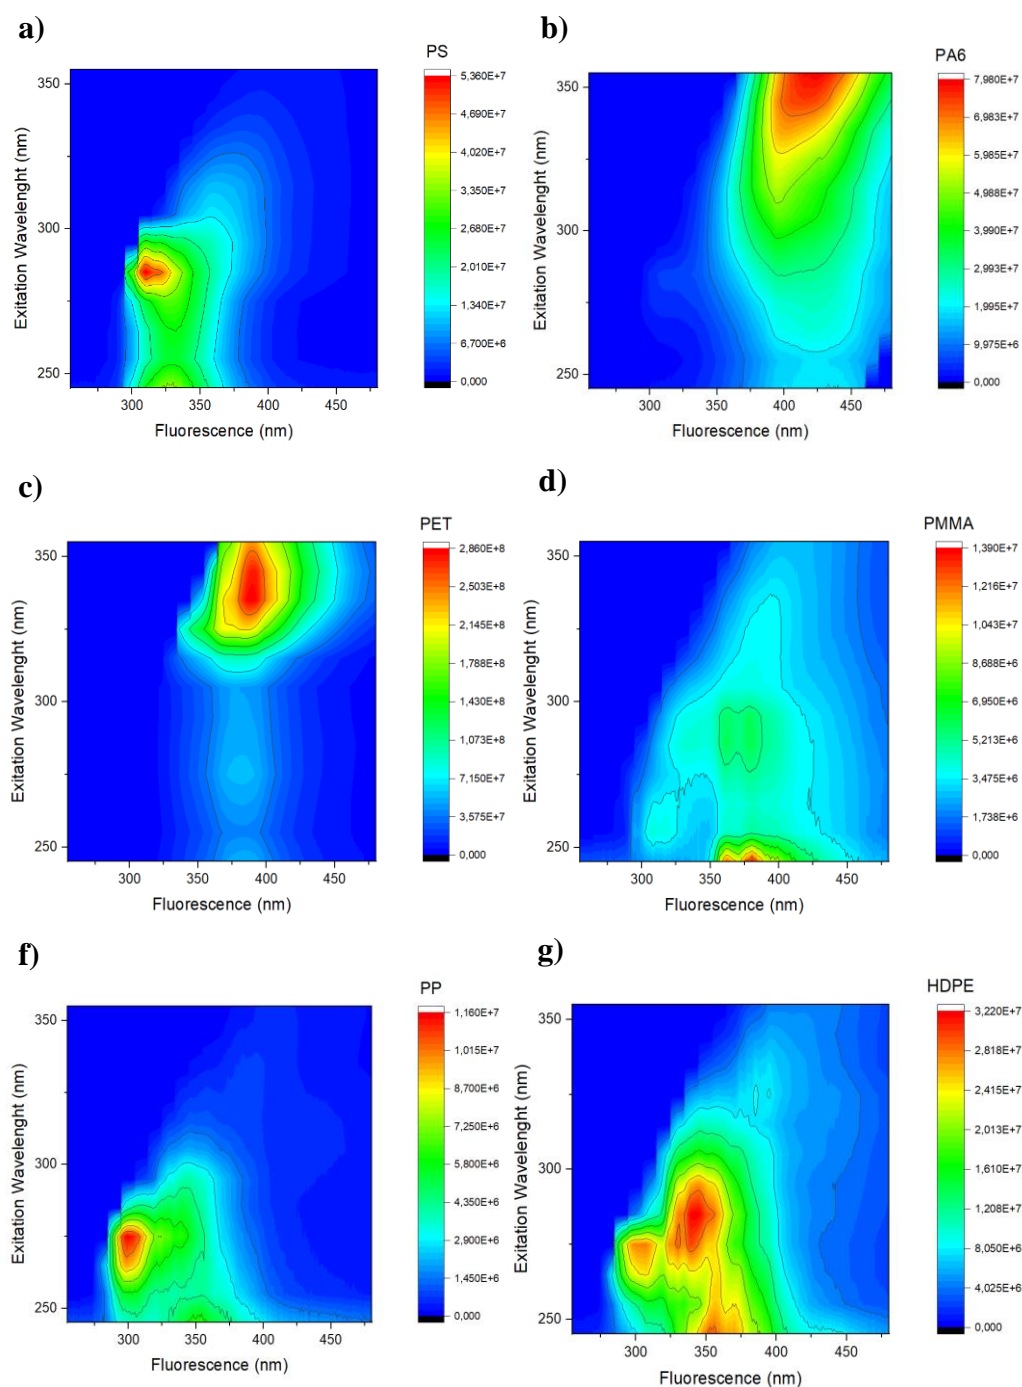 a)
PS
Exitation Wavelenght (nm)
350
300
250
300
350
400
450
Fluorescence (nm)
5,360E+7
4,690E+7
4,020E+7
3,350E+7
2,680E+7
2,010E+7
1,340E+7
6,700E+6
0,000
b)
PA6
Exitation Wavelenght (nm)
350
300
250
300
350
400
450
Fluorescence (nm)
7,980E+7
6,983E+7
5,985E+7
4,988E+7
3,990E+7
2,993E+7
1,995E+7
9,975E+6
0,000
c)
PET
Exitation Wavelenght (nm)
350
300
250
300
350
400
450
Fluorescence (nm)
2,860E+8
2,503E+8
2,145E+8
1,788E+8
1,430E+8
1,073E+8
7,150E+7
3,575E+7
0,000
d)
PMMA
Exitation Wavelenght (nm)
350
300
250
300
350
400
450
Fluorescence (nm)
1,390E+7
1,216E+7
1,043E+7
8,688E+6
6,950E+6
5,213E+6
3,475E+6
1,738E+6
0,000
f)
PP
Exitation Wavelenght (nm)
350
300
250
300
350
400
450
Fluorescence (nm)
1,160E+7
1,015E+7
8,700E+6
7,250E+6
5,800E+6
4,350E+6
2,900E+6
1,450E+6
0,000
g)
HDPE
Exitation Wavelenght (nm)
350
300
250
300
350
400
450
Fluorescence (nm)
3,220E+7
2,818E+7
2,415E+7
2,013E+7
1,610E+7
1,208E+7
8,050E+6
4,025E+6
0,000